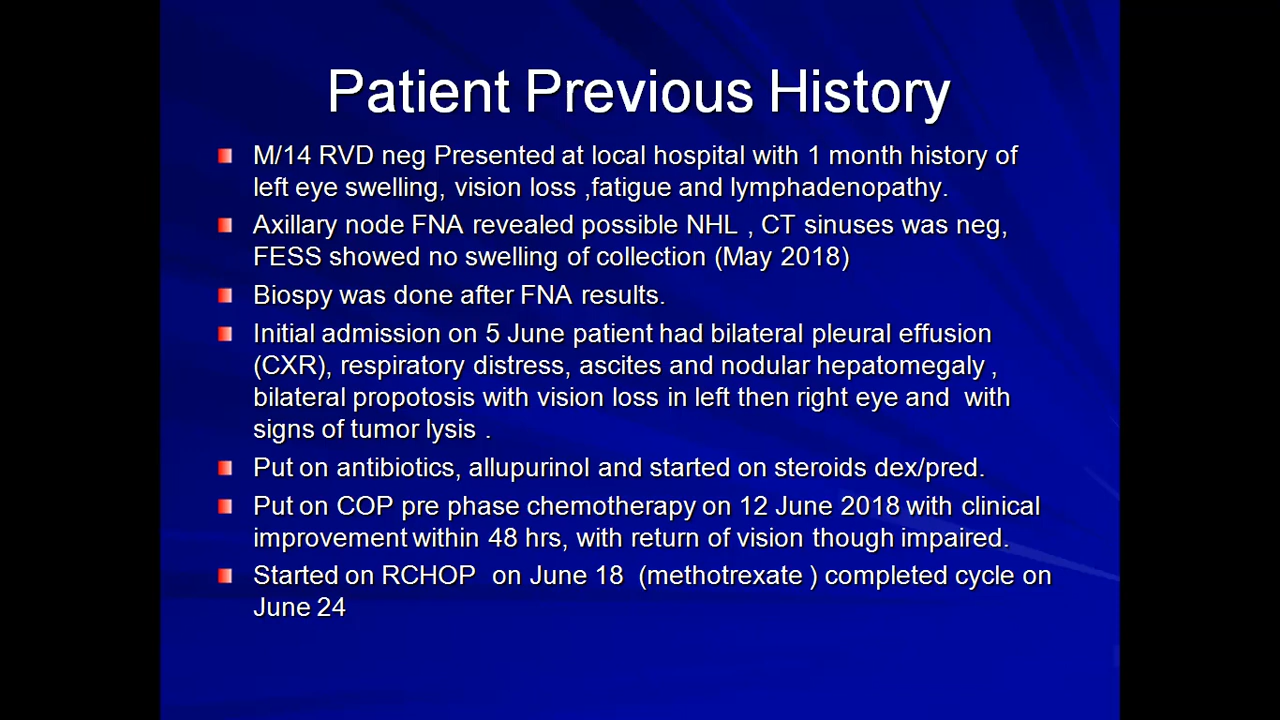 Patient Previous History
M/14 RVD neg Presented at local hospital with 1 month history of
left eye swelling, vision loss ,fatigue and lymphadenopathy.
Axillary node FNA revealed possible NHL , CT sinuses was neg,
FESS showed no swelling of collection (May 2018)
Biospy was done after FNA results.
Initial admission on 5 June patient had bilateral pleural effusion
(CXR), respiratory distress, ascites and nodular hepatomegaly ,
bilateral propotosis with vision loss in left then right eye and  with
signs of tumor lysis .
Put on antibiotics, allupurinol and started on steroids dex/pred.
Put on COP pre phase chemotherapy on 12 June 2018 with clinical
improvement within 48 hrs, with return of vision though impaired.
Started on RCHOP  on June 18  (methotrexate ) completed cycle on
June 24